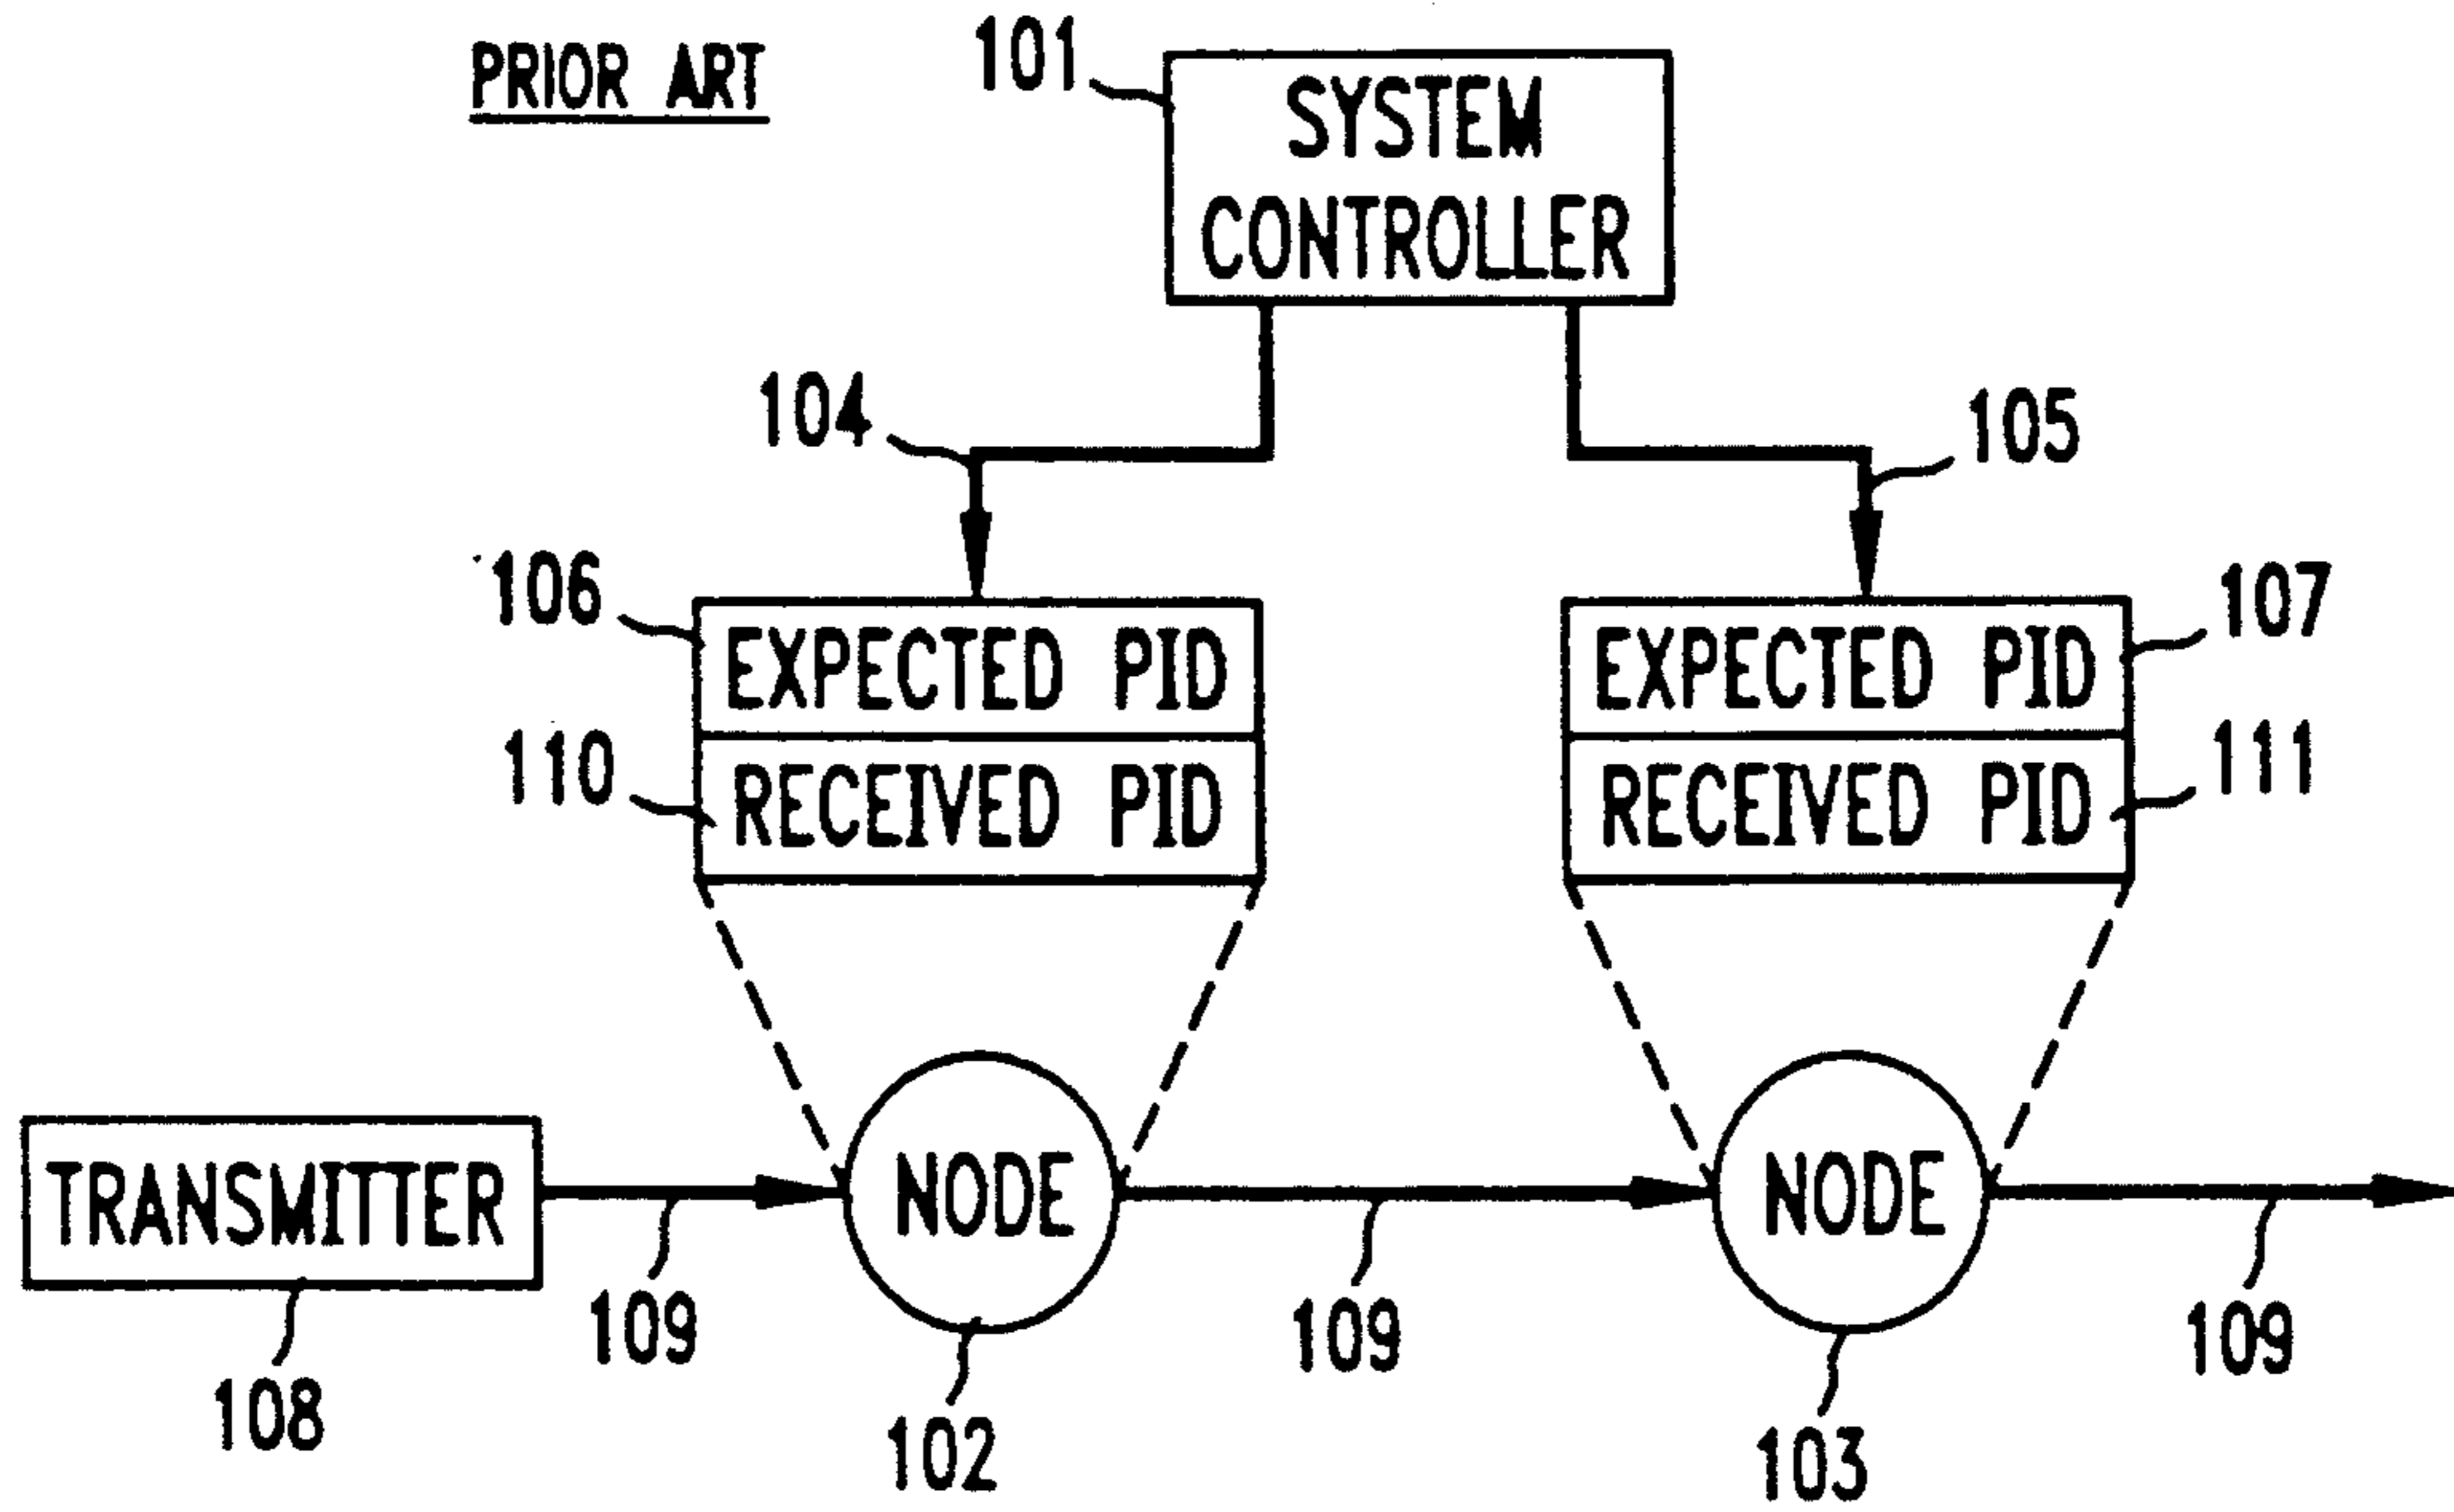 PRIOR ART
101
SYSTEM
CONTROLLER
104
105
106
EXPECTED PID
EXPECTED PID
107
110
RECEIVED PID
RECEIVED PID
111
TRANSMITTER
NODE
NODE
109
109
109
108
102
103